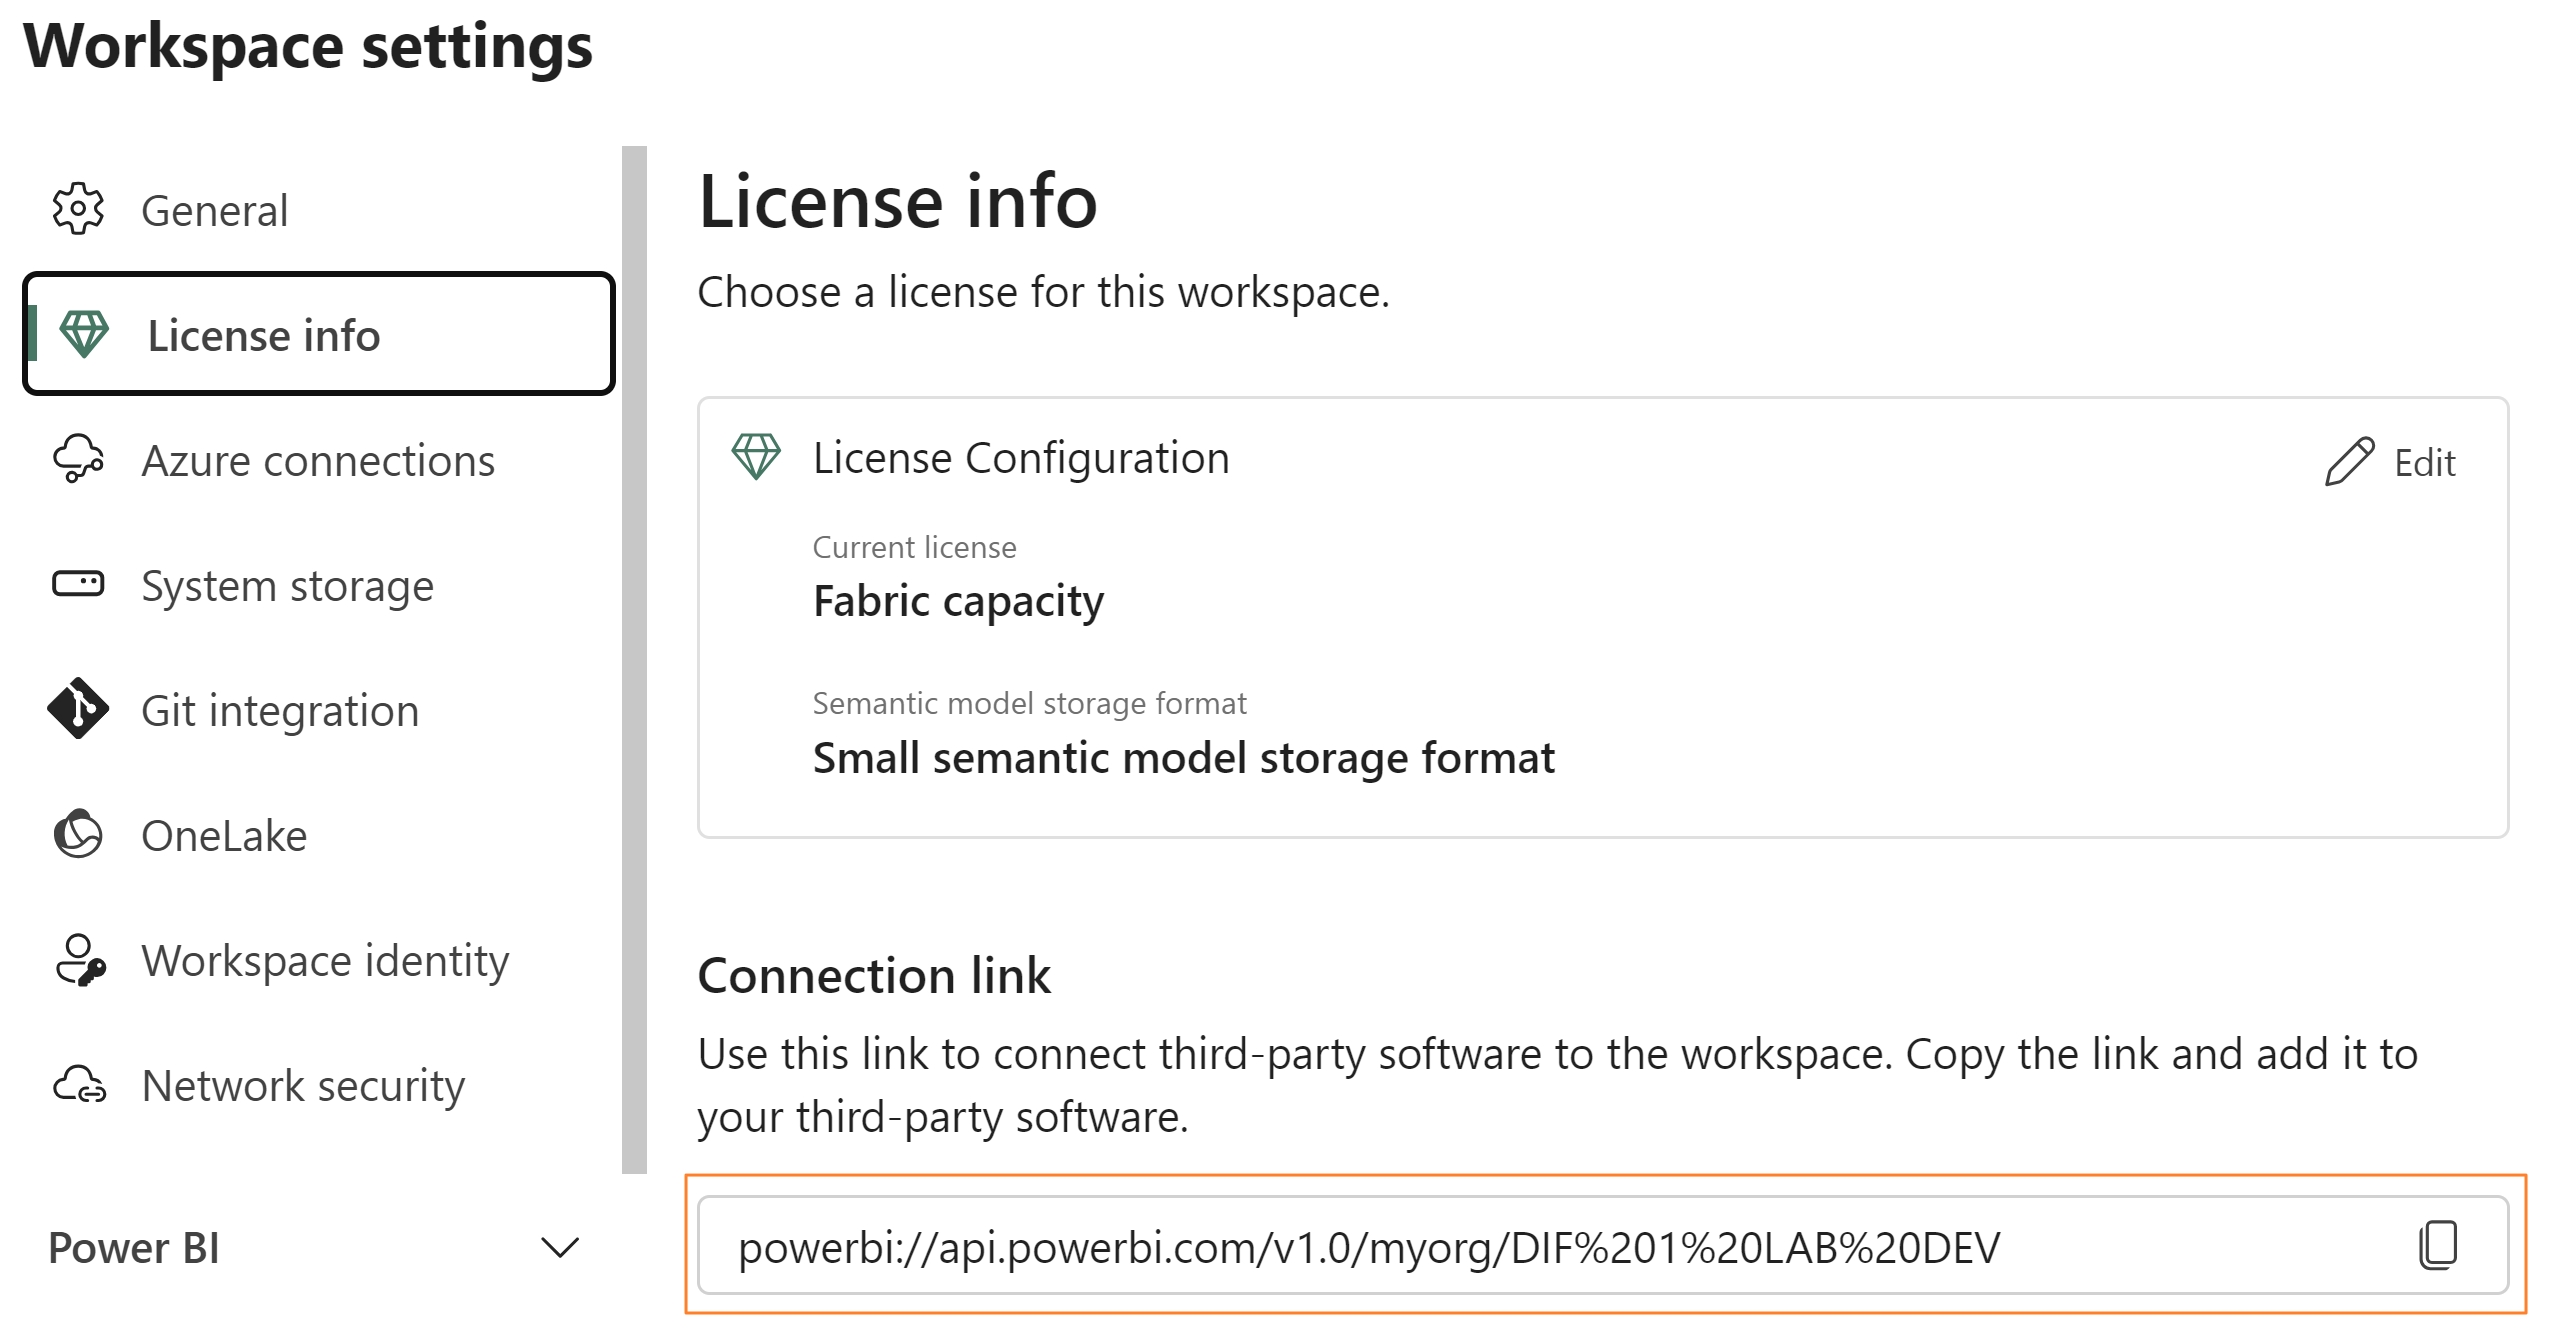 Workspace settings
General
License info
Azure connections
System storage
Git integration
OneLake
Workspace identity
Network security
Power BI
License info
Choose a license for this workspace.
License Configuration
Edit
Current license
Fabric capacity
Semantic model storage format
Small semantic model storage format
Connection link
Use this link to connect third-party software to the workspace. Copy the link and add it to
your third-party software.
powerbi://api.powerbi.com/v1.0/myorg/DIF%201%20LAB%20DEV